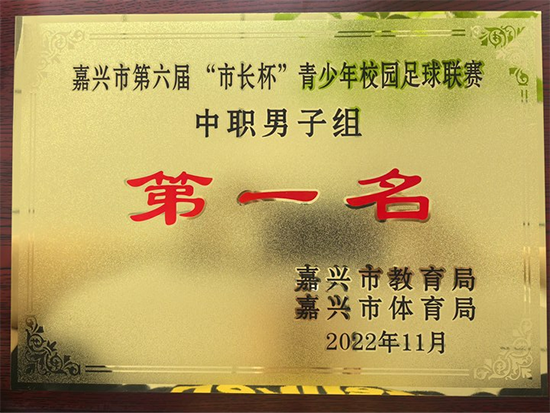 嘉兴市第六届“市长杯”青少年校园足球联赛
中职男子组
第一名
嘉兴市教育局
嘉兴市体育局
2022年11月